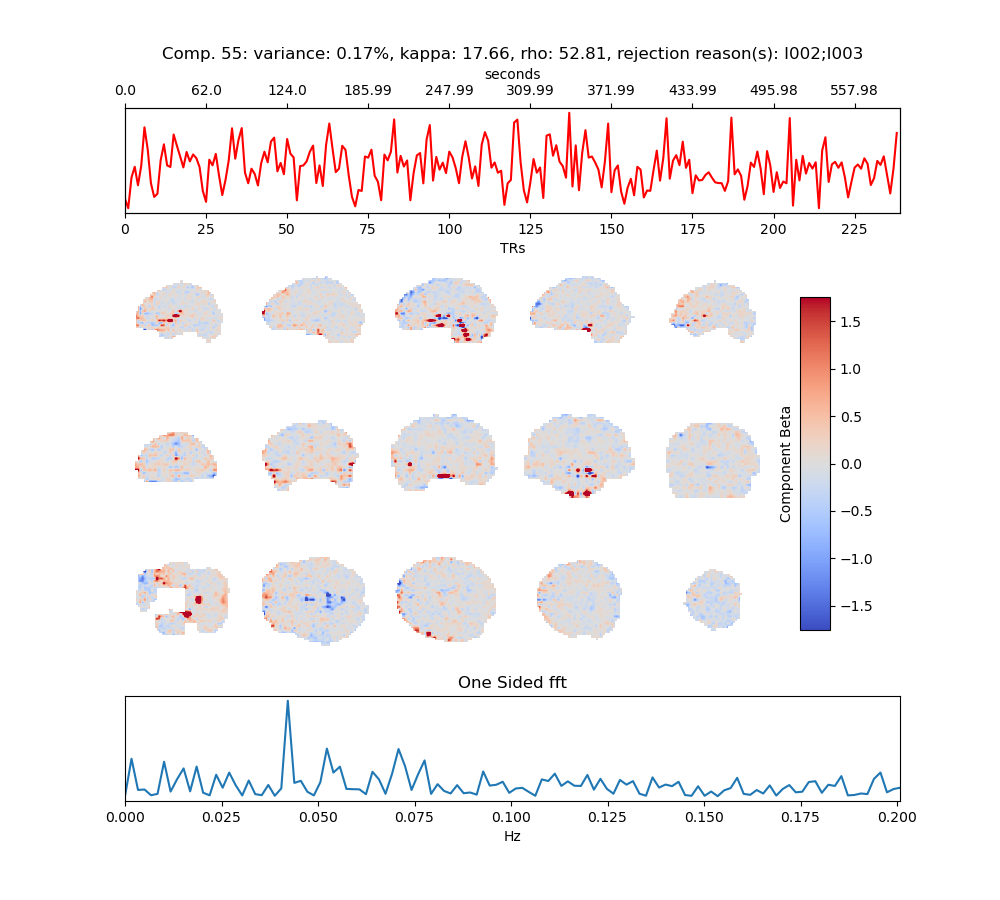 Comp. 55: variance: 0.17%, kappa: 17.66, rho: 52.81, rejection reason(s): I002;I003
seconds
0.0 62.0 124.0 185.99 247.99 309.99 371.99 433.99 495.98 557.98
0 25 50 75 100 125 150 175 200 225
TRs
1.5
1.0
0.5
0.0
−0.5
−1.0
−1.5
Component Beta
One Sided fft
0.000 0.025 0.050 0.075 0.100 0.125 0.150 0.175 0.200
Hz